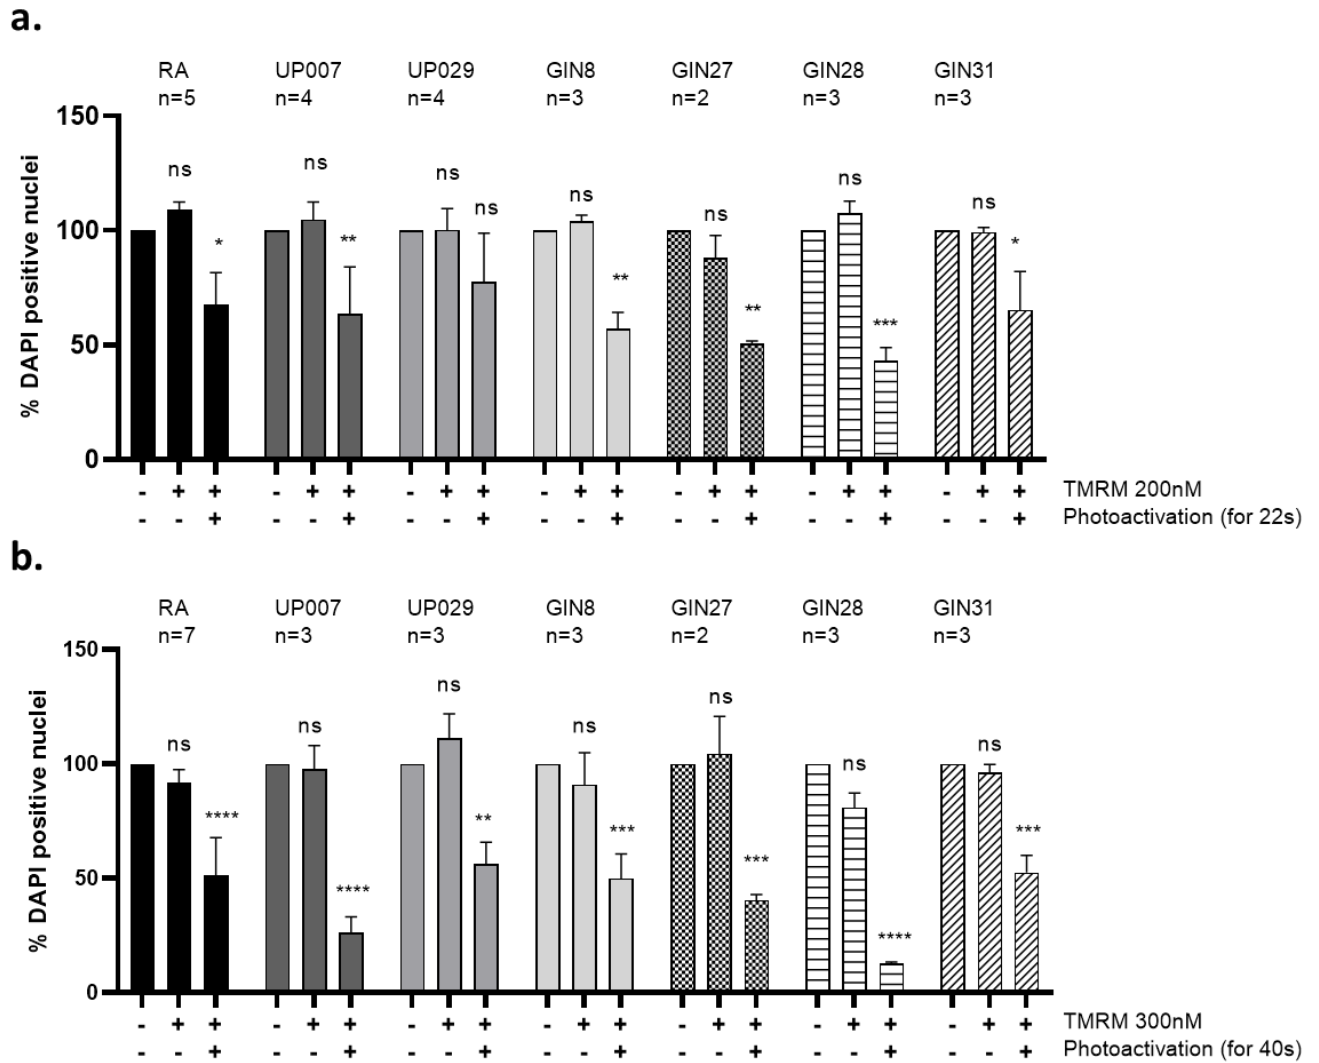 a.
RA UP007 UP029 GIN8 GIN27 GIN28 GIN31
n=5 n=4 n=4 n=3 n=2 n=3 n=3
% DAPI positive nuclei
150
100
50
0
ns * ns ** ns ns ns ** ns ** ns *** ns *
- + + - + + - + + - + + - + + - + + - + + TMRM 200nM
- - + - - + - - + - - + - - + - - + - - + Photoactivation (for 22s)
b.
RA UP007 UP029 GIN8 GIN27 GIN28 GIN31
n=7 n=3 n=3 n=3 n=2 n=3 n=3
% DAPI positive nuclei
150
100
50
0
ns **** ns **** ns ** ns *** ns *** ns **** ns ***
- + + - + + - + + - + + - + + - + + - + + TMRM 300nM
- - + - - + - - + - - + - - + - - + - - + Photoactivation (for 40s)